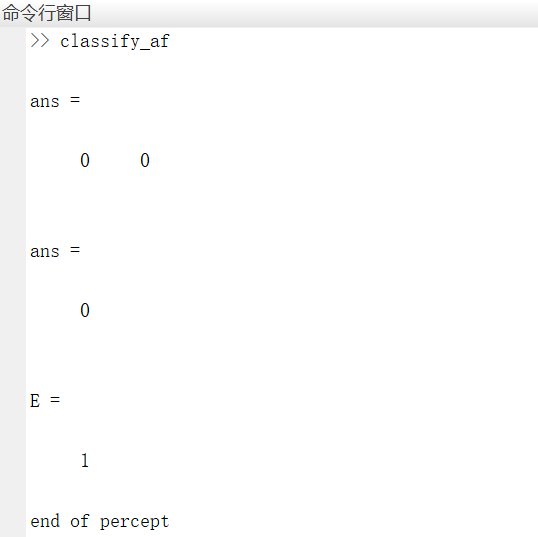 命令行窗口
>> classify_af
ans =
0 0
ans =
0
E =
1
end of percept